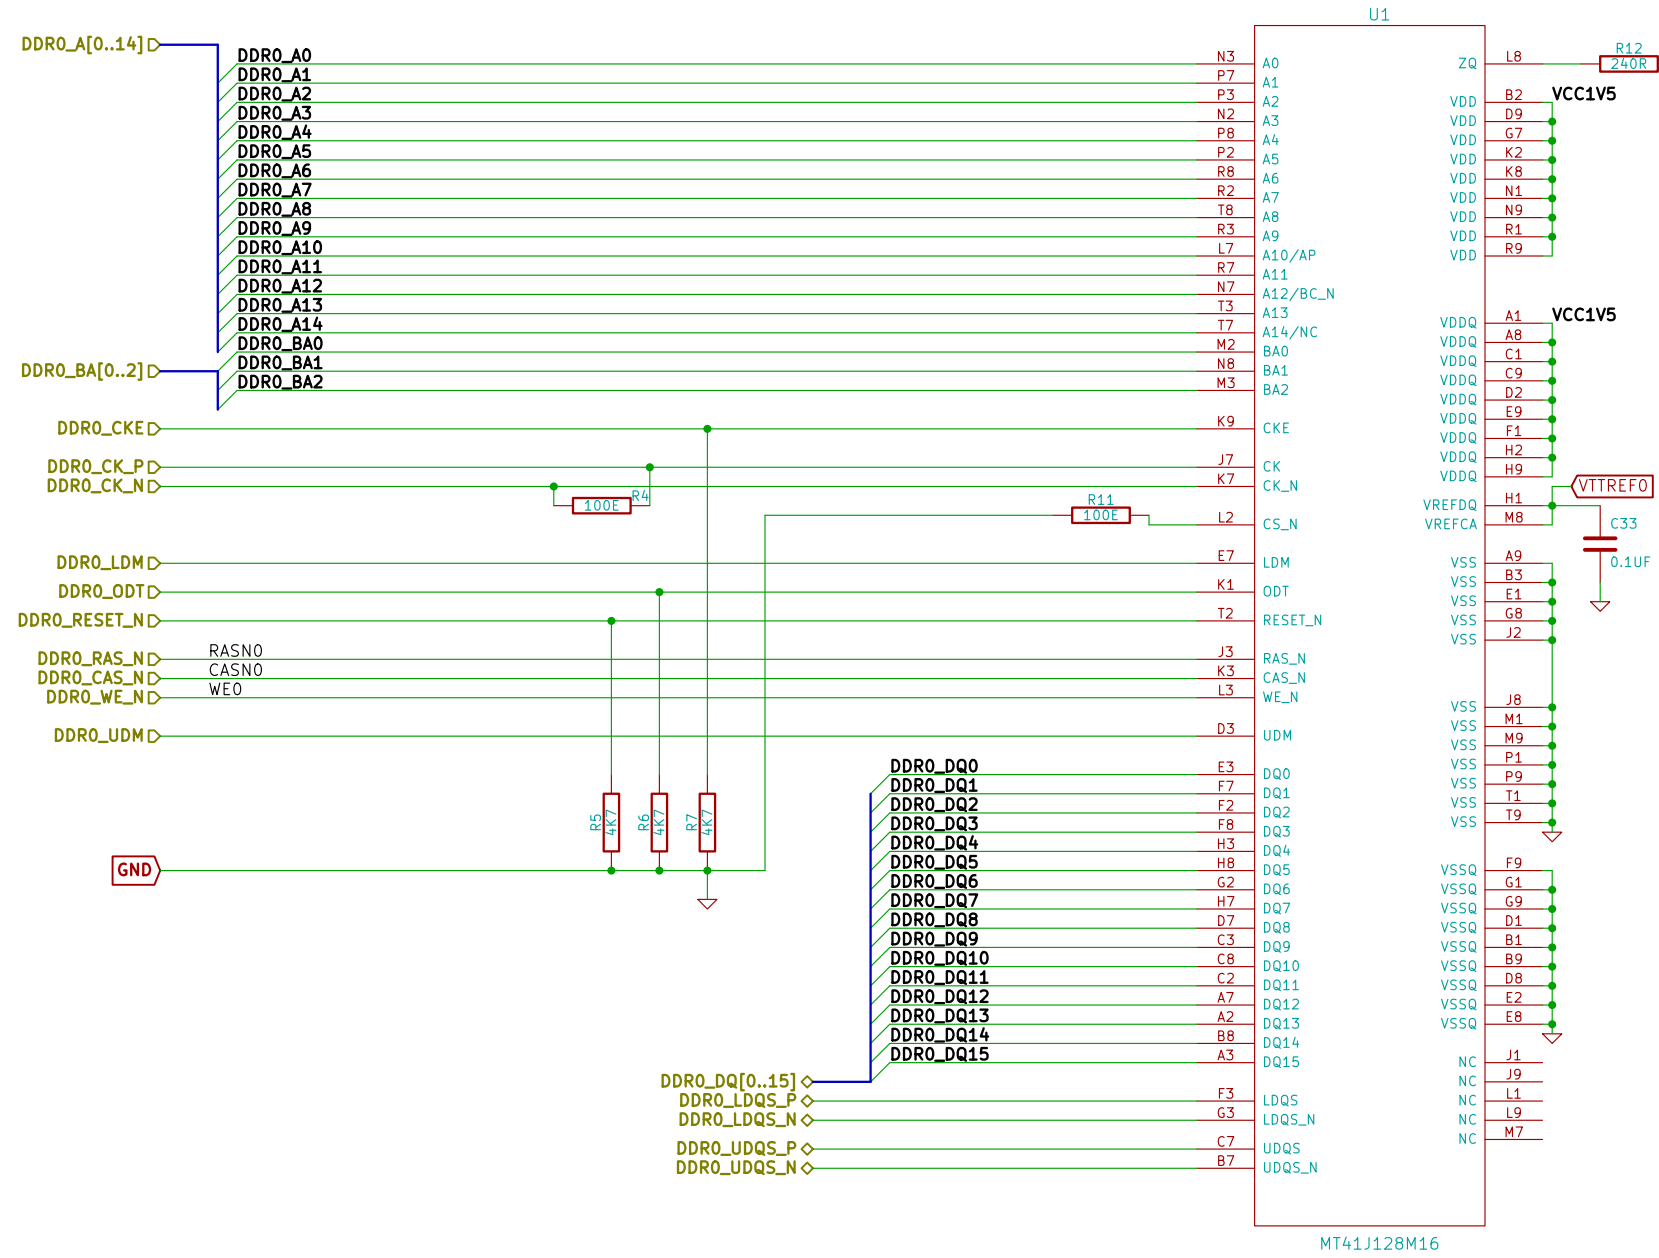 U1
DDR0_A[0..14]
DDR0_A0 N3 A0 ZQ L8 R12 240R
DDR0_A1 P7 A1
DDR0_A2 P3 A2 VDD B2 VCC1V5
DDR0_A3 N2 A3 VDD D9
DDR0_A4 P8 A4 VDD G7
DDR0_A5 P2 A5 VDD K2
DDR0_A6 R8 A6 VDD K8
DDR0_A7 R2 A7 VDD N1
DDR0_A8 T8 A8 VDD N9
DDR0_A9 R3 A9 VDD R1
DDR0_A10 L7 A10/AP VDD R9
DDR0_A11 R7 A11
DDR0_A12 N7 A12/BC_N
DDR0_A13 T3 A13 VDDQ A1 VCC1V5
DDR0_A14 T7 A14/NC VDDQ A8
DDR0_BA0 M2 BA0 VDDQ C1
DDR0_BA[0..2] DDR0_BA1 N8 BA1 VDDQ C9
DDR0_BA2 M3 BA2 VDDQ D2
VDDQ E9
DDR0_CKE K9 CKE VDDQ F1
VDDQ H2
DDR0_CK_P J7 CK VDDQ H9
DDR0_CK_N K7 CK_N VTTREF0
R4 100E R11 100E VREFDQ H1
L2 CS_N VREFCA M8 C33
DDR0_LDM E7 LDM VSS A9 0.1UF
VSS B3
DDR0_ODT K1 ODT VSS E1
DDR0_RESET_N T2 RESET_N VSS G8
VSS J2
DDR0_RAS_N RASN0 J3 RAS_N
DDR0_CAS_N CASN0 K3 CAS_N
DDR0_WE_N WE0 L3 WE_N VSS J8
VSS M1
DDR0_UDM D3 UDM VSS M9
VSS P1
DDR0_DQ0 E3 DQ0 VSS P9
DDR0_DQ1 F7 DQ1 VSS T1
DDR0_DQ2 F2 DQ2 VSS T9
R5 4K7 R6 4K7 R7 4K7
DDR0_DQ3 F8 DQ3
DDR0_DQ4 H3 DQ4
GND DDR0_DQ5 H8 DQ5 VSSQ F9
DDR0_DQ6 G2 DQ6 VSSQ G1
DDR0_DQ7 H7 DQ7 VSSQ G9
DDR0_DQ8 D7 DQ8 VSSQ D1
DDR0_DQ9 C3 DQ9 VSSQ B1
DDR0_DQ10 C8 DQ10 VSSQ B9
DDR0_DQ11 C2 DQ11 VSSQ D8
DDR0_DQ12 A7 DQ12 VSSQ E2
DDR0_DQ13 A2 DQ13 VSSQ E8
DDR0_DQ14 B8 DQ14
DDR0_DQ15 A3 DQ15 NC J1
DDR0_DQ[0..15] NC J9
DDR0_LDQS_P F3 LDQS NC L1
DDR0_LDQS_N G3 LDQS_N NC L9
NC M7
DDR0_UDQS_P C7 UDQS
DDR0_UDQS_N B7 UDQS_N
MT41J128M16